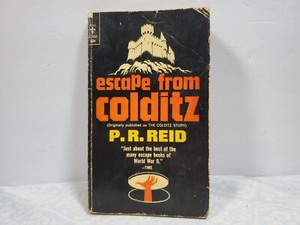 escape from
colditz
(Originally published as THE COLDITZ STORY)
P. R. REID
"Just about the best of the
many escape books of
World War II."
—TIME